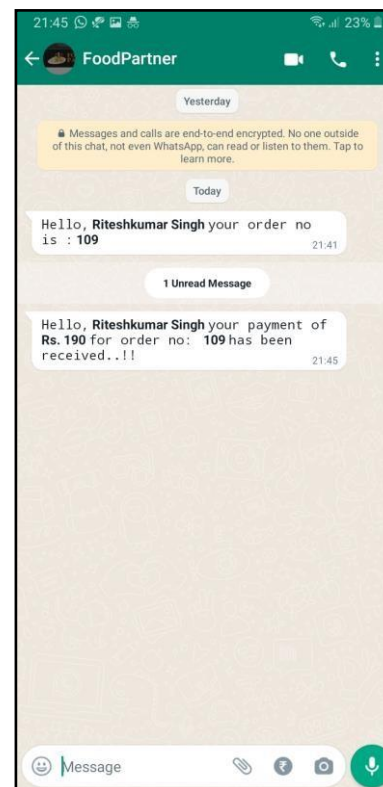 21:45 23%
FoodPartner
Yesterday
Messages and calls are end-to-end encrypted. No one outside
of this chat, not even WhatsApp, can read or listen to them. Tap to
learn more.
Today
Hello, Riteshkumar Singh your order no
is : 109
21:41
1 Unread Message
Hello, Riteshkumar Singh your payment of
Rs. 190 for order no: 109 has been
received..!!
21:45
Message